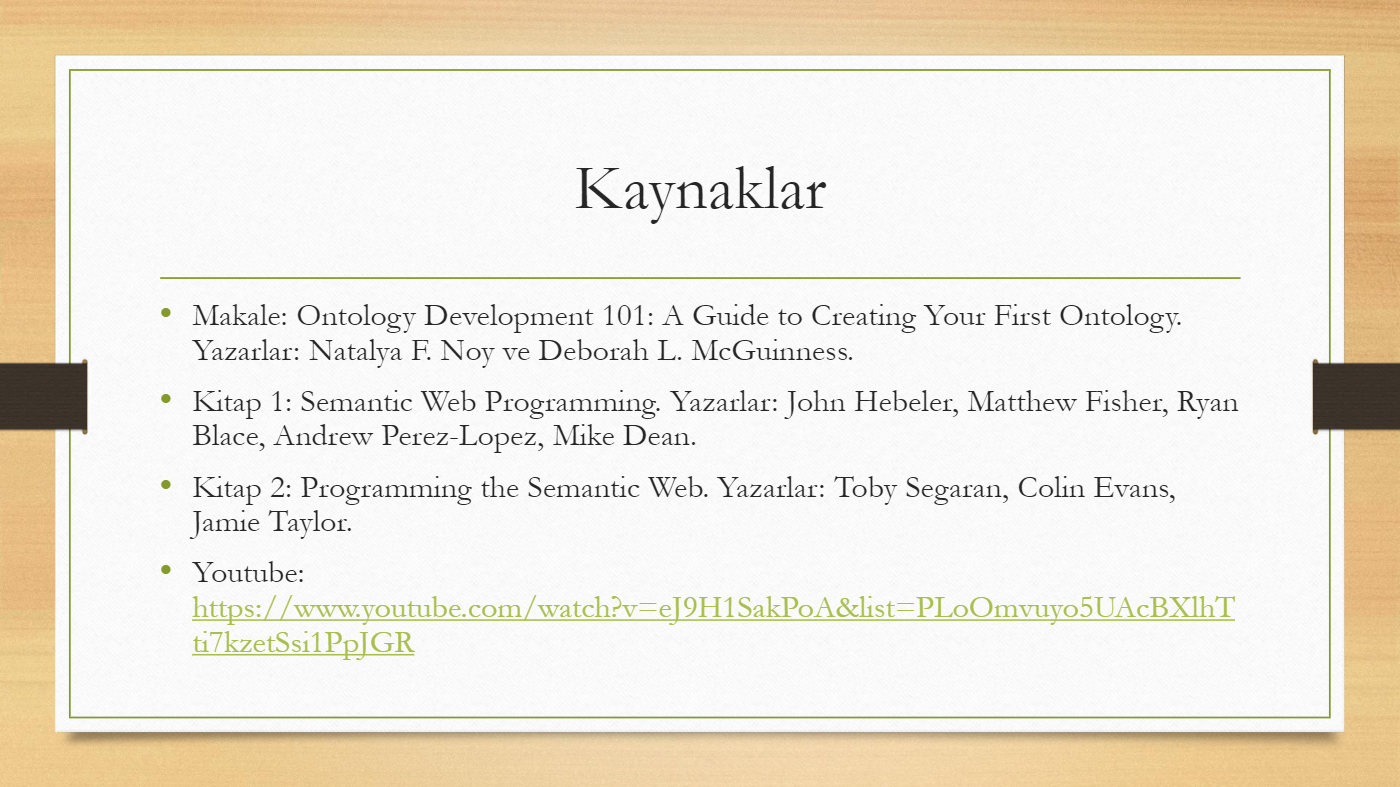 Kaynaklar
• Makale: Ontology Development 101: A Guide to Creating Your First Ontology.
Yazarlar: Natalya F. Noy ve Deborah L. McGuinness.
• Kitap 1: Semantic Web Programming. Yazarlar: John Hebeler, Matthew Fisher, Ryan
Blace, Andrew Perez-Lopez, Mike Dean.
• Kitap 2: Programming the Semantic Web. Yazarlar: Toby Segaran, Colin Evans,
Jamie Taylor.
• Youtube:
https://www.youtube.com/watch?v=eJ9H1SakPoA&list=PLoOmvuyo5UAcBXlhT
ti7kzetSsi1PpJGR